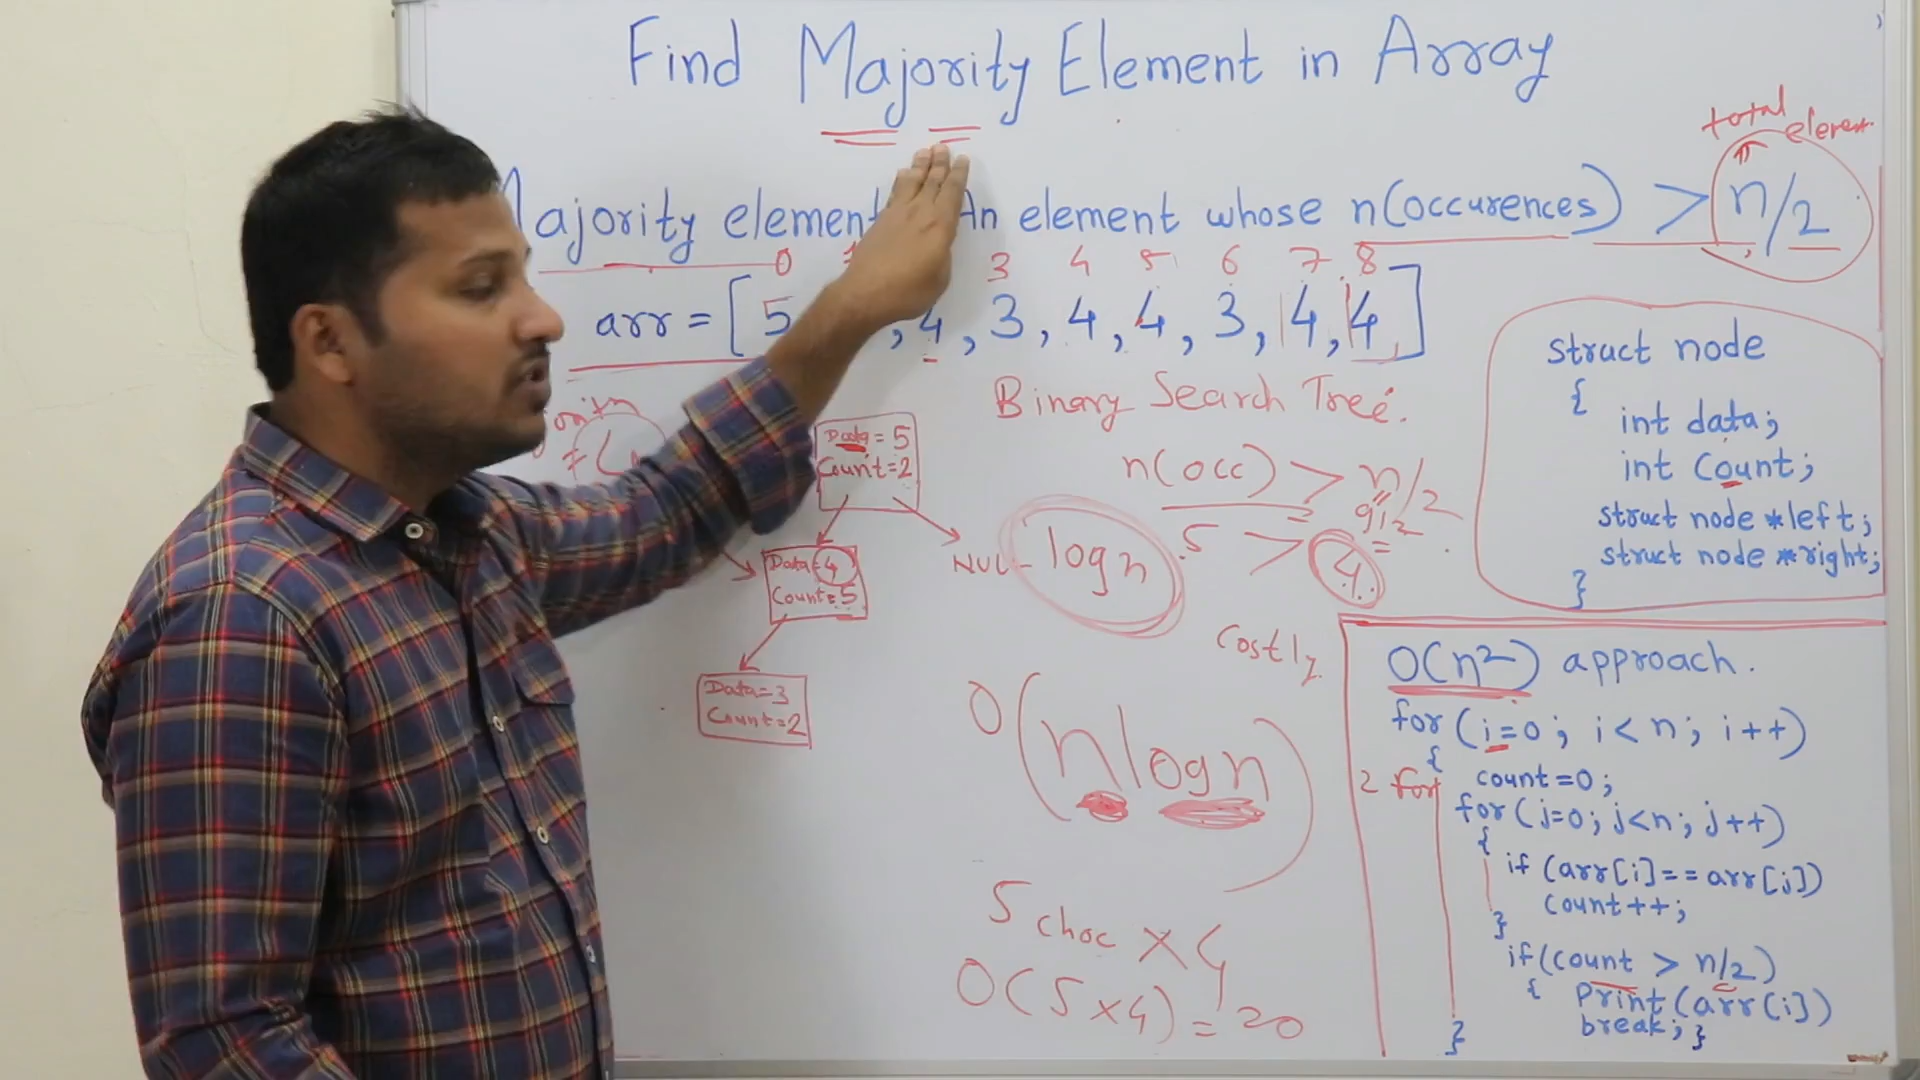 Find Majority Element in Array
total element
Majority element An element whose n(occurences) > n/2
0 3 4 5 6 7 8
arr = [5 , 4, 3, 4, 4, 3, 4, 4]
Binary Search Tree.
Data = 5
Count=2
NULL
Data=4
Count=5
Data=3
Count=2
n(occ) > n/2
9/2
5 > 4
log n
Costly
O(nlogn)
5 choc x 4
O(5x4) = 20
struct node
{
int data;
int Count;
struct node *left;
struct node *right;
}
O(n²) approach.
for (i=0; i<n; i++)
{
count=0;
2 for
for(j=0; j<n; j++)
{
if (arr[i]==arr[j])
count++;
}
if(count > n/2)
{ Print(arr[i])
break; }
}